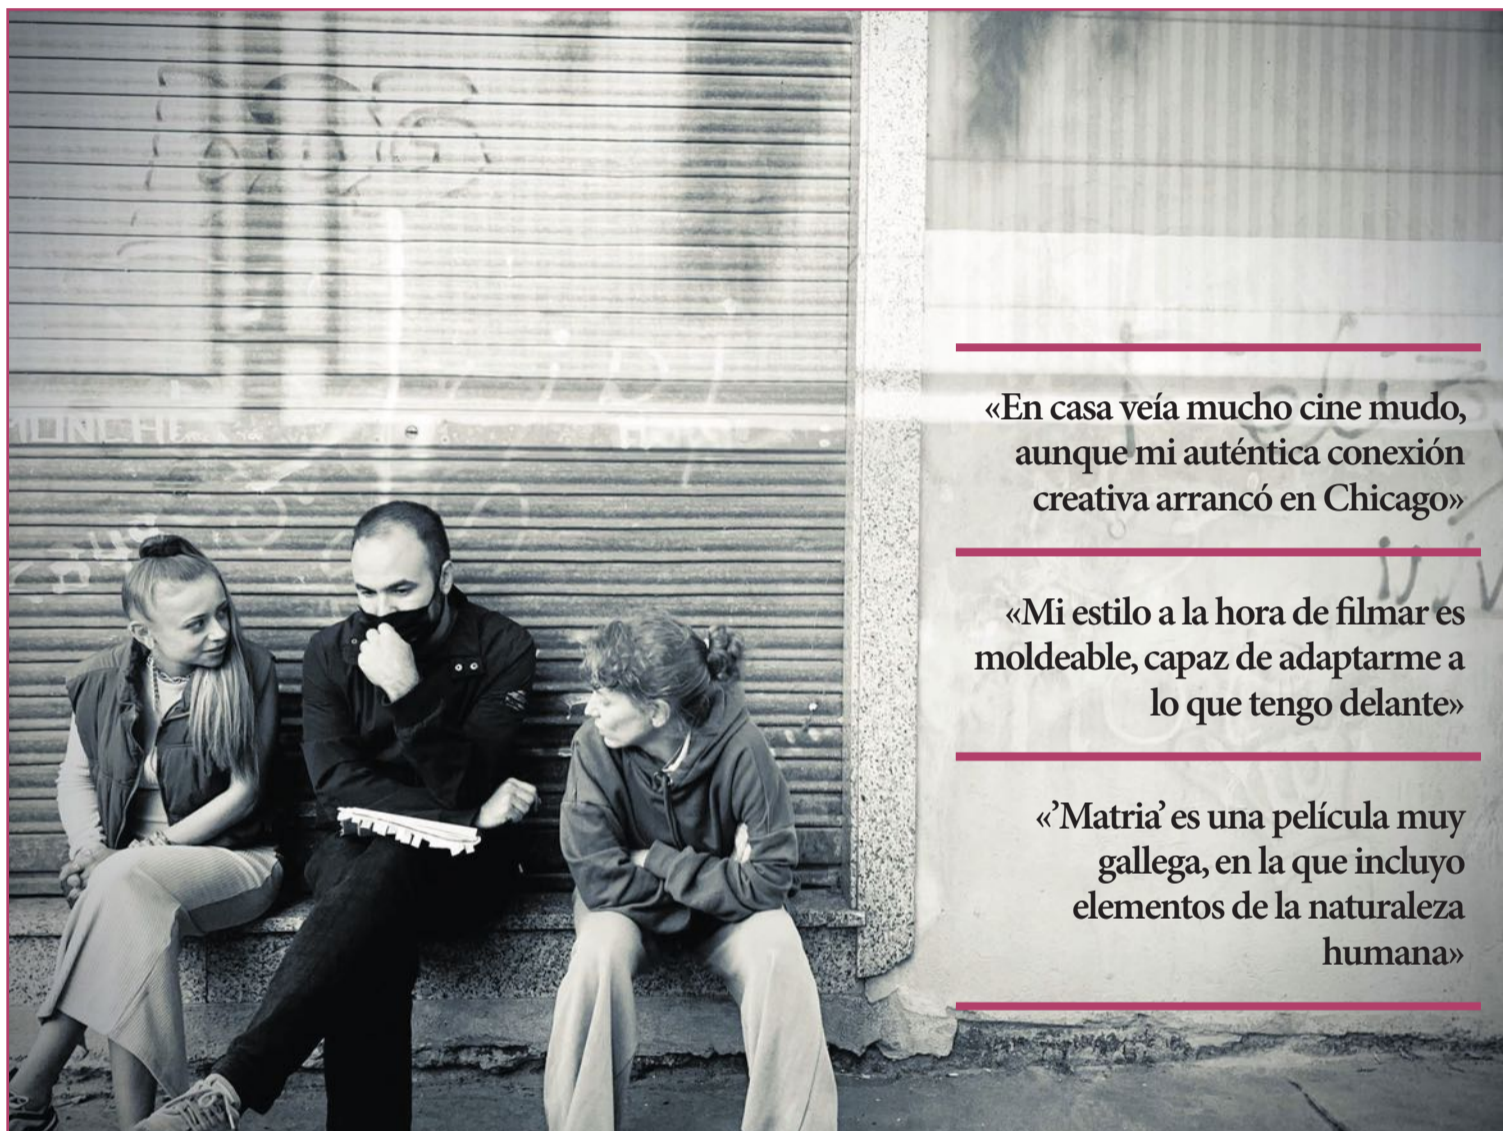 «En casa veía mucho cine mudo,
aunque mi auténtica conexión
creativa arrancó en Chicago»
«Mi estilo a la hora de filmar es
moldeable, capaz de adaptarme a
lo que tengo delante»
«’Matria’ es una película muy
gallega, en la que incluyo
elementos de la naturaleza
humana»